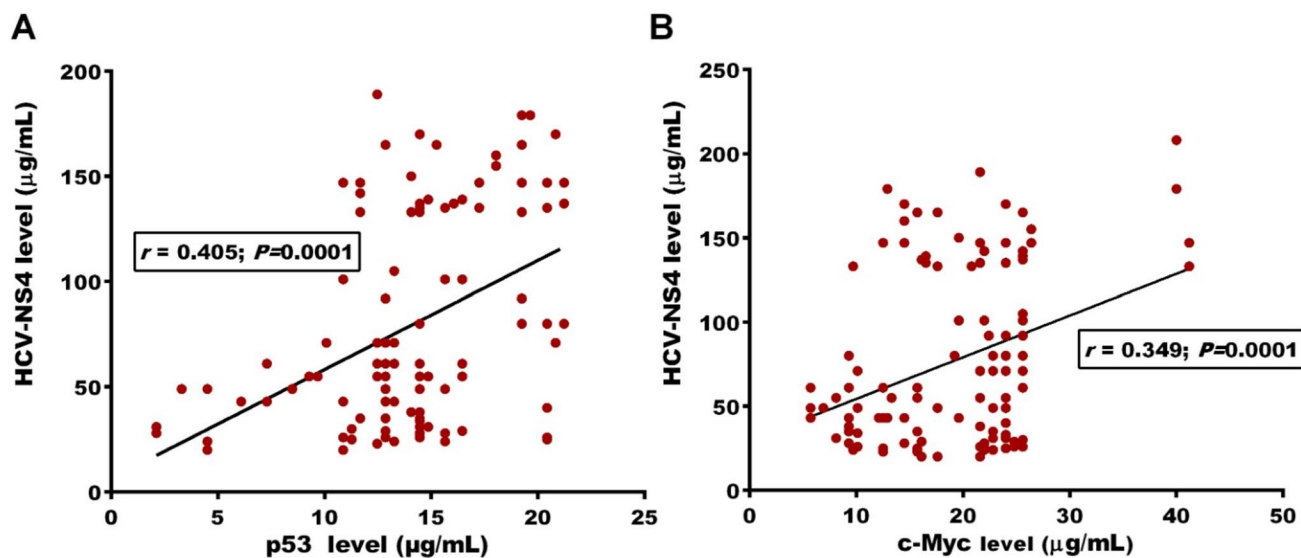 A
HCV-NS4 level (µg/mL)
200
150
100
50
0
r = 0.405; P=0.0001
0 5 10 15 20 25
p53 level (µg/mL)
B
HCV-NS4 level (µg/mL)
250
200
150
100
50
0
r = 0.349; P=0.0001
0 10 20 30 40 50
c-Myc level (µg/mL)